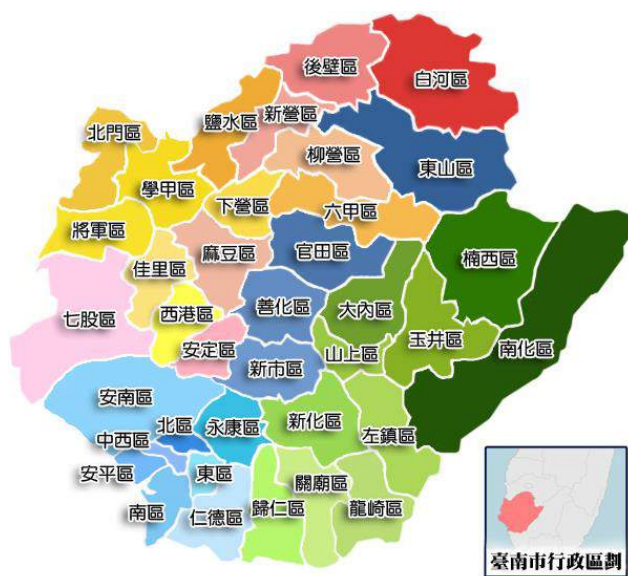 後壁區
白河區
鹽水區
新營區
北門區
柳營區
東山區
學甲區
下營區
六甲區
將軍區
麻豆區
官田區
楠西區
佳里區
七股區
西港區
善化區
大內區
玉井區
南化區
安定區
山上區
新市區
安南區
北區
永康區
新化區
左鎮區
中西區
安平區
東區
關廟區
南區
仁德區
歸仁區
龍崎區
臺南市行政區劃